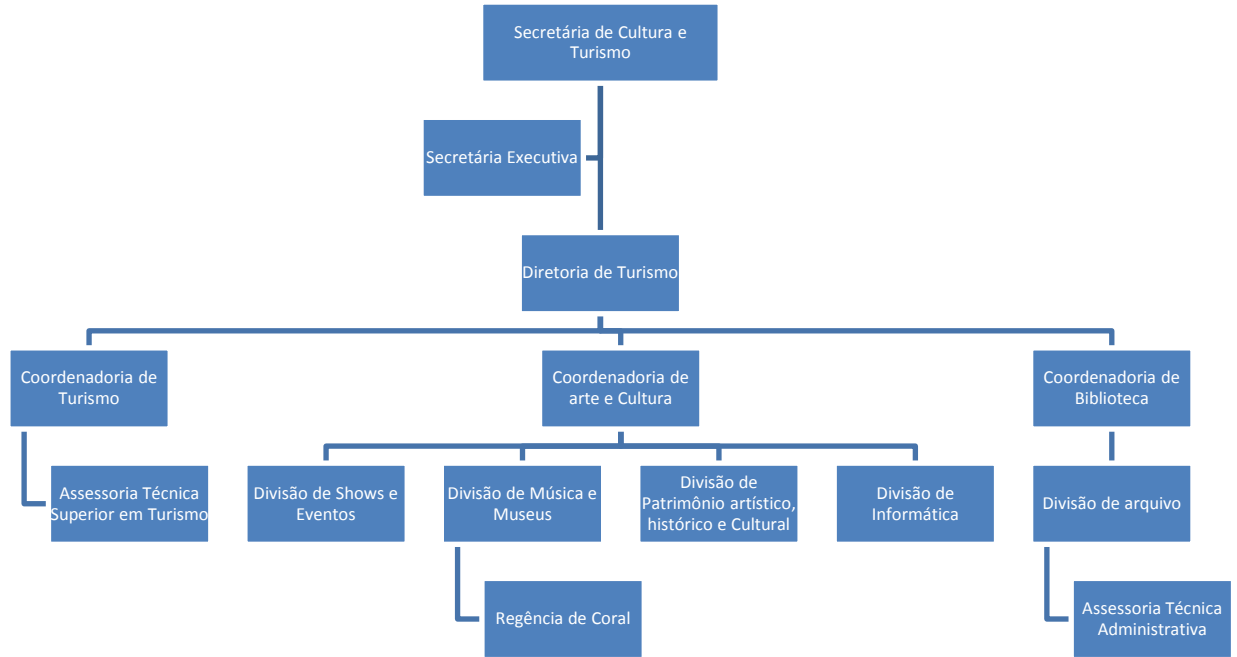 Secretária de Cultura e
Turismo
Secretária Executiva
Diretoria de Turismo
Coordenadoria de
Turismo
Coordenadoria de
arte e Cultura
Coordenadoria de
Biblioteca
Assessoria Técnica
Superior em Turismo
Divisão de Shows e
Eventos
Divisão de Música e
Museus
Divisão de
Patrimônio artístico,
histórico e Cultural
Divisão de
Informática
Divisão de arquivo
Regência de Coral
Assessoria Técnica
Administrativa